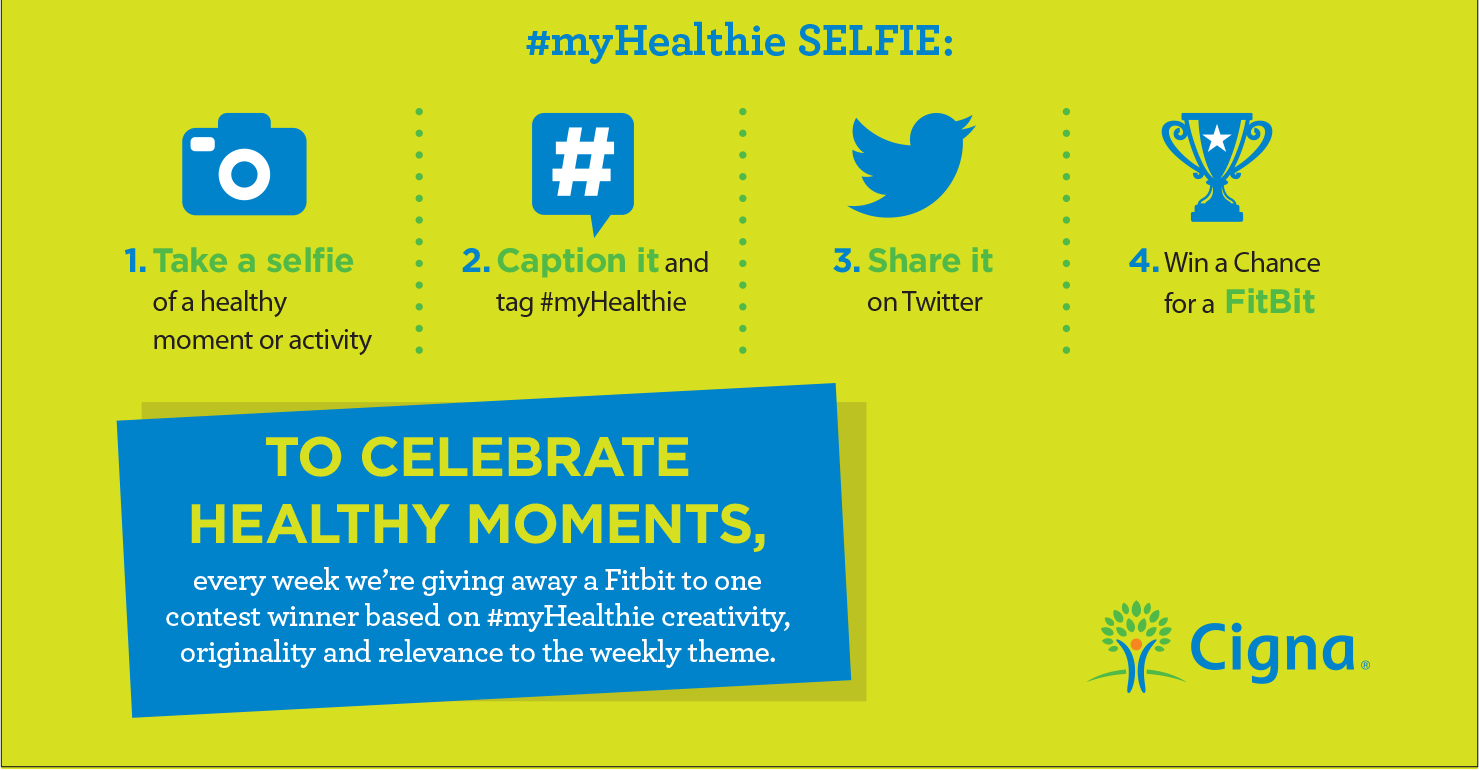 #myHealthie SELFIE:
#
1. Take a selfie
of a healthy
moment or activity
2. Caption it and
tag #myHealthie
3. Share it
on Twitter
4. Win a Chance
for a FitBit
TO CELEBRATE
HEALTHY MOMENTS,
every week we’re giving away a Fitbit to one
contest winner based on #myHealthie creativity,
originality and relevance to the weekly theme.
Cigna®